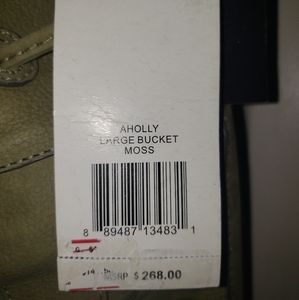 AHOLLY
LARGE BUCKET
MOSS
8 89487 13483 1
MSRP $268.00